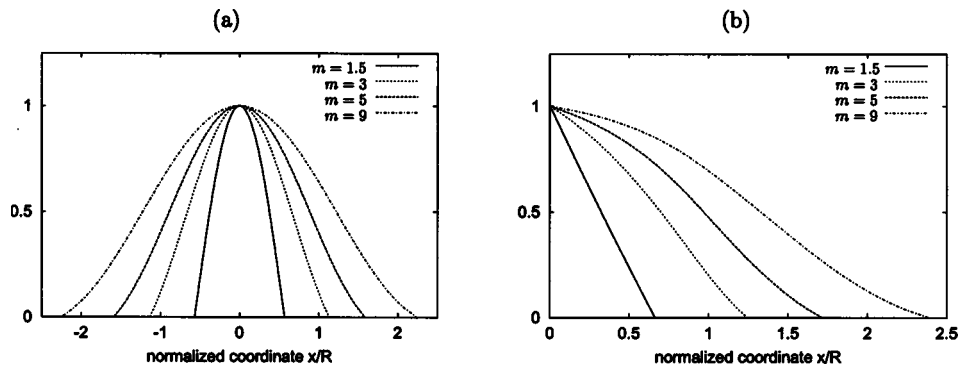 (a)
m = 1.5
m = 3
m = 5
m = 9
1
0.5
0
-2
-1
0
1
2
normalized coordinate x/R
(b)
m = 1.5
m = 3
m = 5
m = 9
1
0.5
0
0
0.5
1
1.5
2
2.5
normalized coordinate x/R